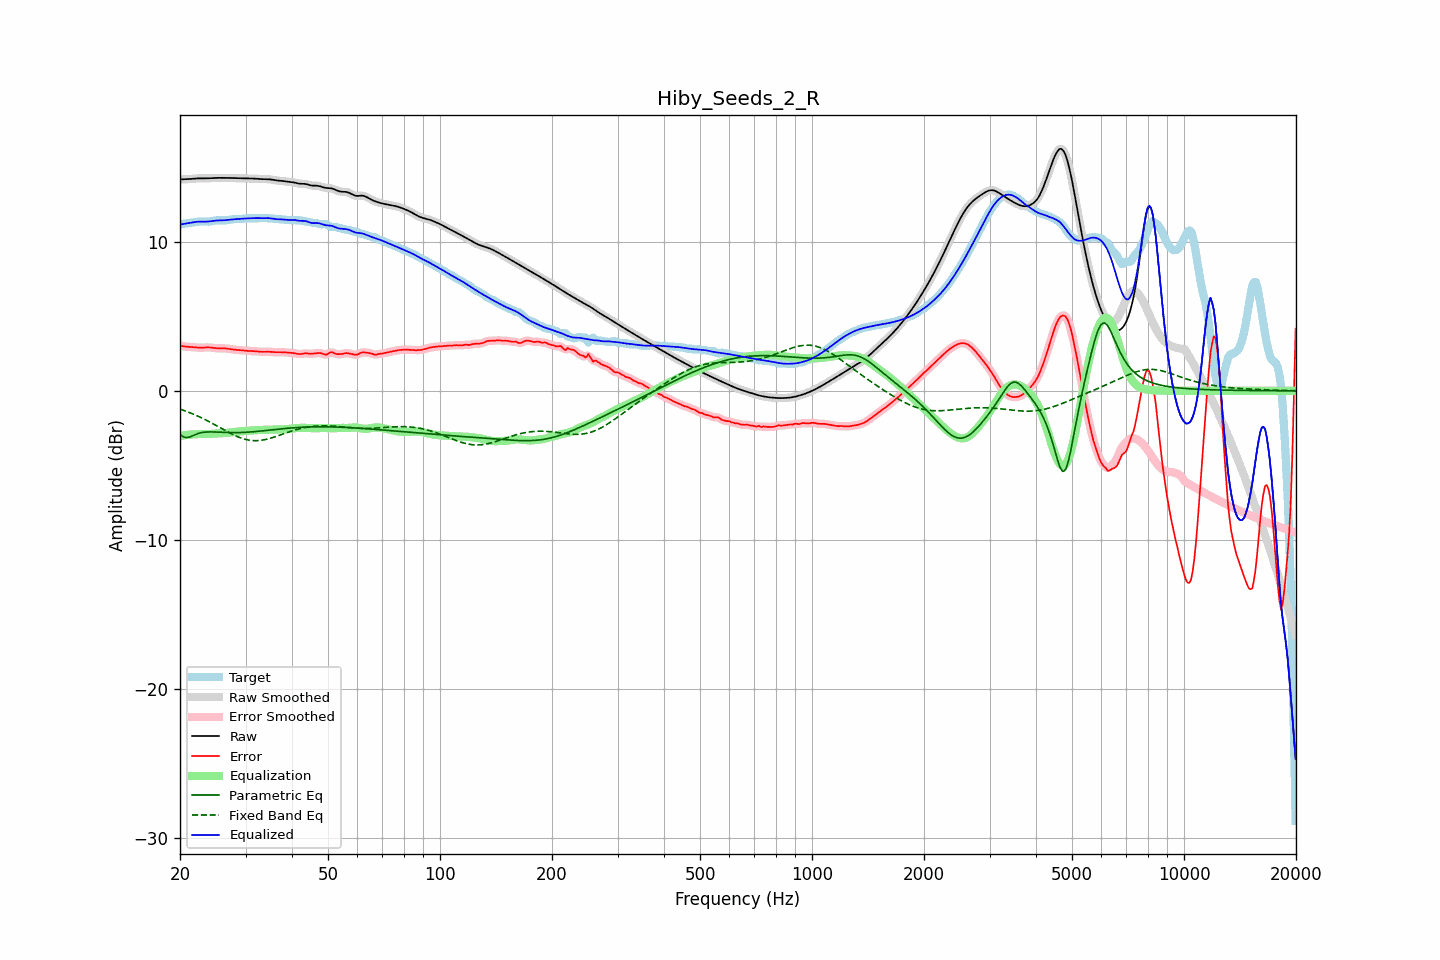 Hiby_Seeds_2_R
Amplitude (dBr)
10
0
−10
−20
−30
Target
Raw Smoothed
Error Smoothed
Raw
Error
Equalization
Parametric Eq
Fixed Band Eq
Equalized
20 50 100 200 500 1000 2000 5000 10000 20000
Frequency (Hz)